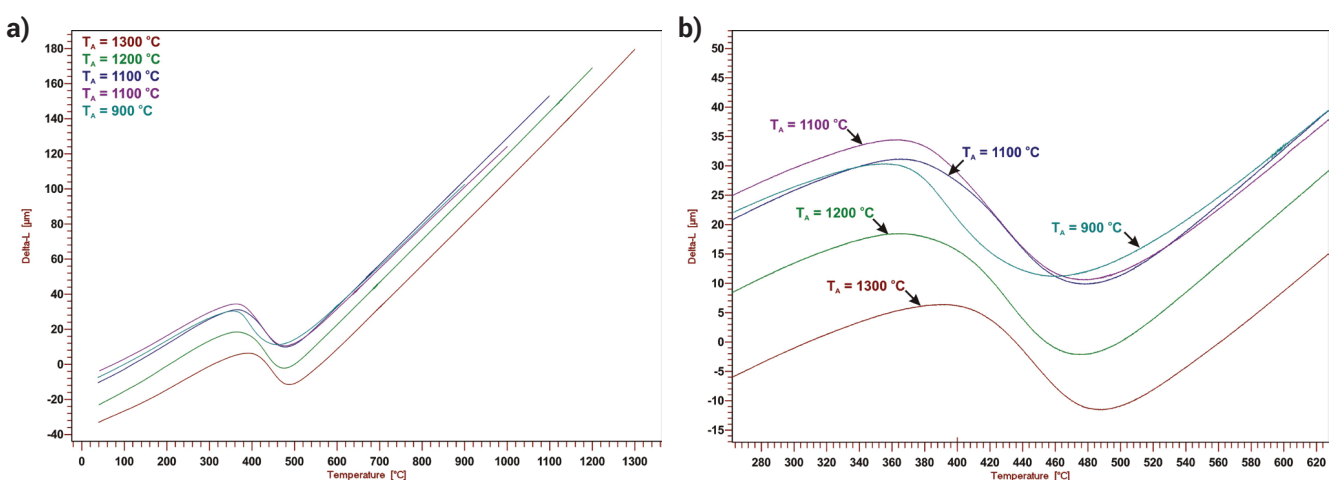 a)
T_A = 1300 °C
T_A = 1200 °C
T_A = 1100 °C
T_A = 1100 °C
T_A = 900 °C
180
160
140
120
100
80
60
40
20
0
-20
-40
Delta-L [µm]
0 100 200 300 400 500 600 700 800 900 1000 1100 1200 1300
Temperature [°C]
b)
50
45
40
35
30
25
20
15
10
5
0
-5
-10
-15
Delta-L [µm]
T_A = 1100 °C
T_A = 1100 °C
T_A = 1200 °C
T_A = 900 °C
T_A = 1300 °C
280 300 320 340 360 380 400 420 440 460 480 500 520 540 560 580 600 620
Temperature [°C]